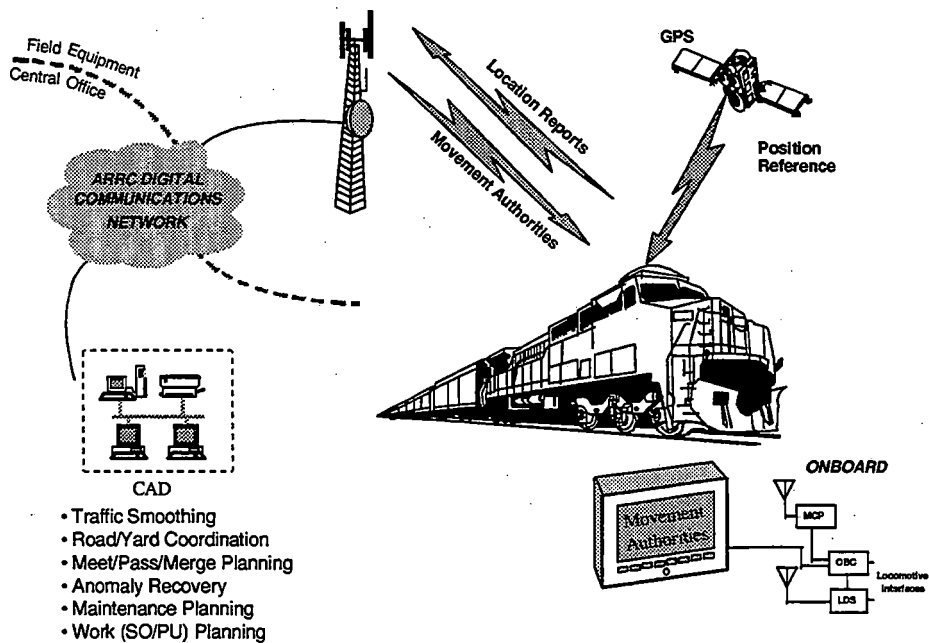 Field Equipment
Central Office
ARRC DIGITAL
COMMUNICATIONS
NETWORK
Location Reports
Movement Authorities
GPS
Position
Reference
CAD
• Traffic Smoothing
• Road/Yard Coordination
• Meet/Pass/Merge Planning
• Anomaly Recovery
• Maintenance Planning
• Work (SO/PU) Planning
Movement
Authorities
ONBOARD
MCP
OBC
Locomotive
Interfaces
LDS